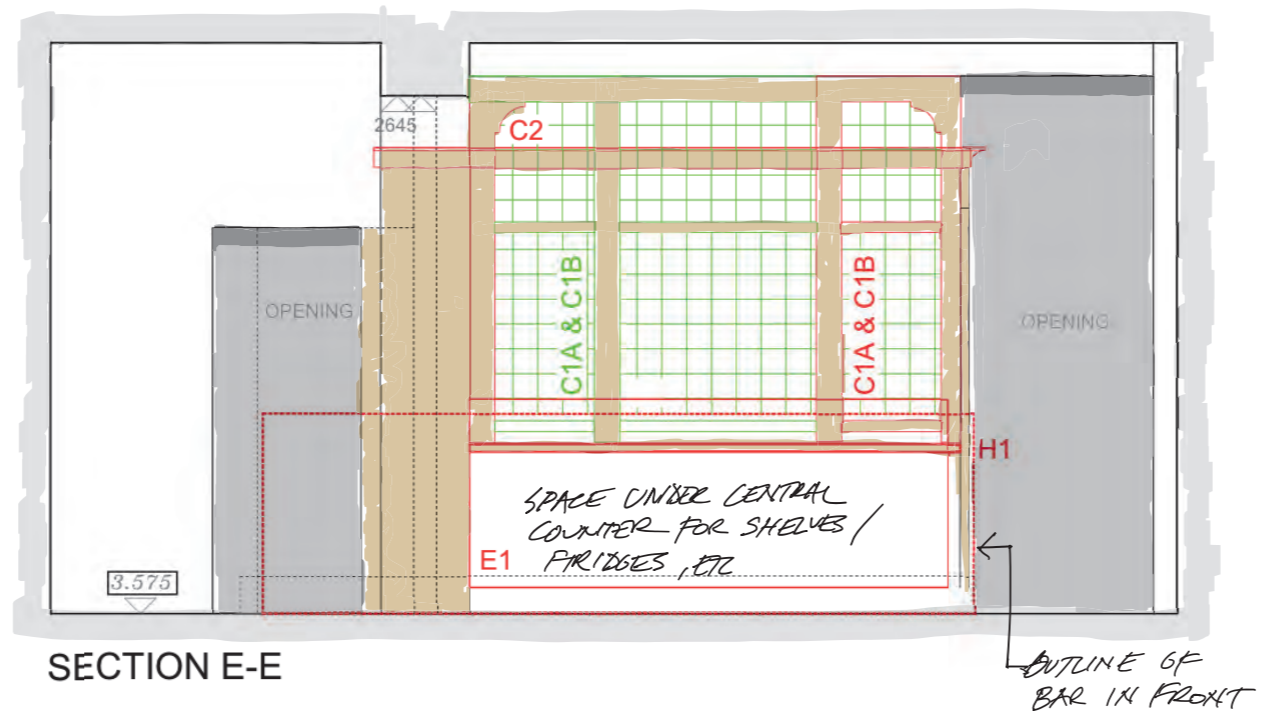 2645
C2
C1A & C1B
C1A & C1B
OPENING
OPENING
H1
SPACE UNDER CENTRAL
COUNTER FOR SHELVES /
FRIDGES, ETC
E1
3.575
SECTION E-E
OUTLINE OF
BAR IN FRONT